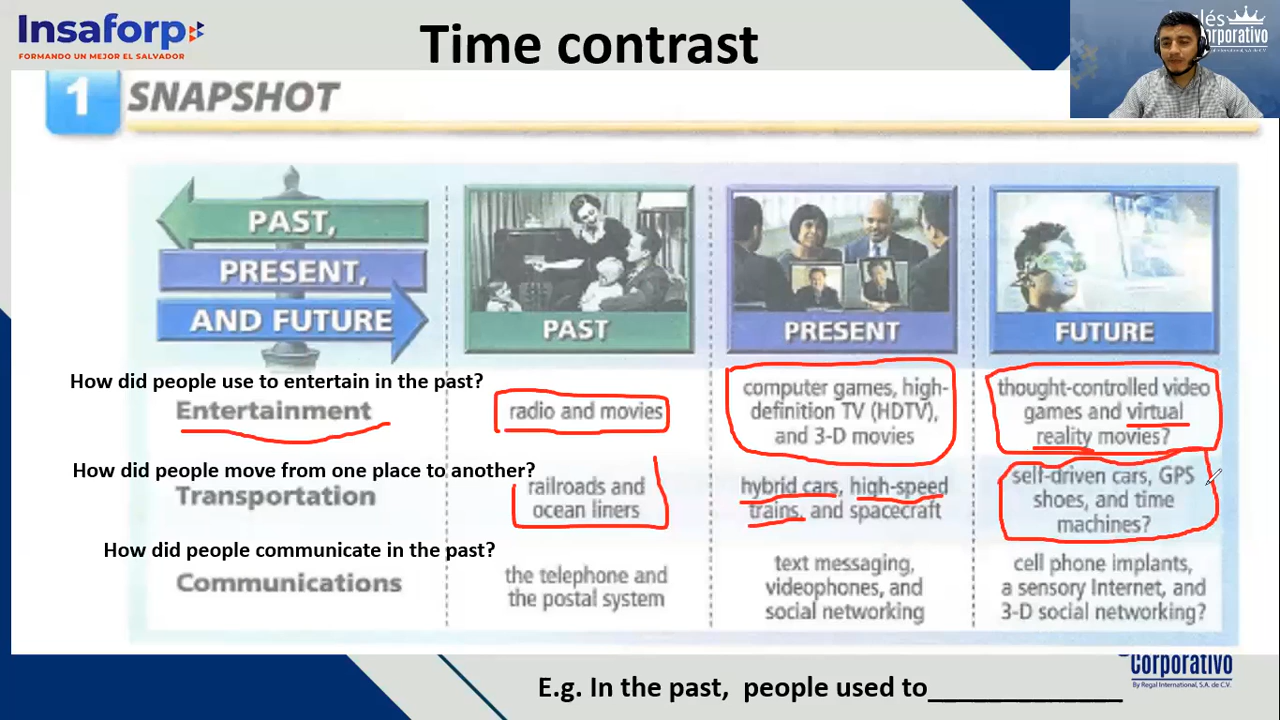 Insaforp
FORMANDO UN MEJOR EL SALVADOR
Time contrast
Corporativo
1 SNAPSHOT
PAST,
PRESENT,
AND FUTURE
PAST
PRESENT
FUTURE
How did people use to entertain in the past?
Entertainment
radio and movies
computer games, high-
definition TV (HDTV),
and 3-D movies
thought-controlled video
games and virtual
reality movies?
How did people move from one place to another?
Transportation
railroads and
ocean liners
hybrid cars, high-speed
trains, and spacecraft
self-driven cars, GPS
shoes, and time
machines?
How did people communicate in the past?
Communications
the telephone and
the postal system
text messaging,
videophones, and
social networking
cell phone implants,
a sensory Internet, and
3-D social networking?
Corporativo
By Regal International, S.A. de C.V.
E.g. In the past, people used to____________